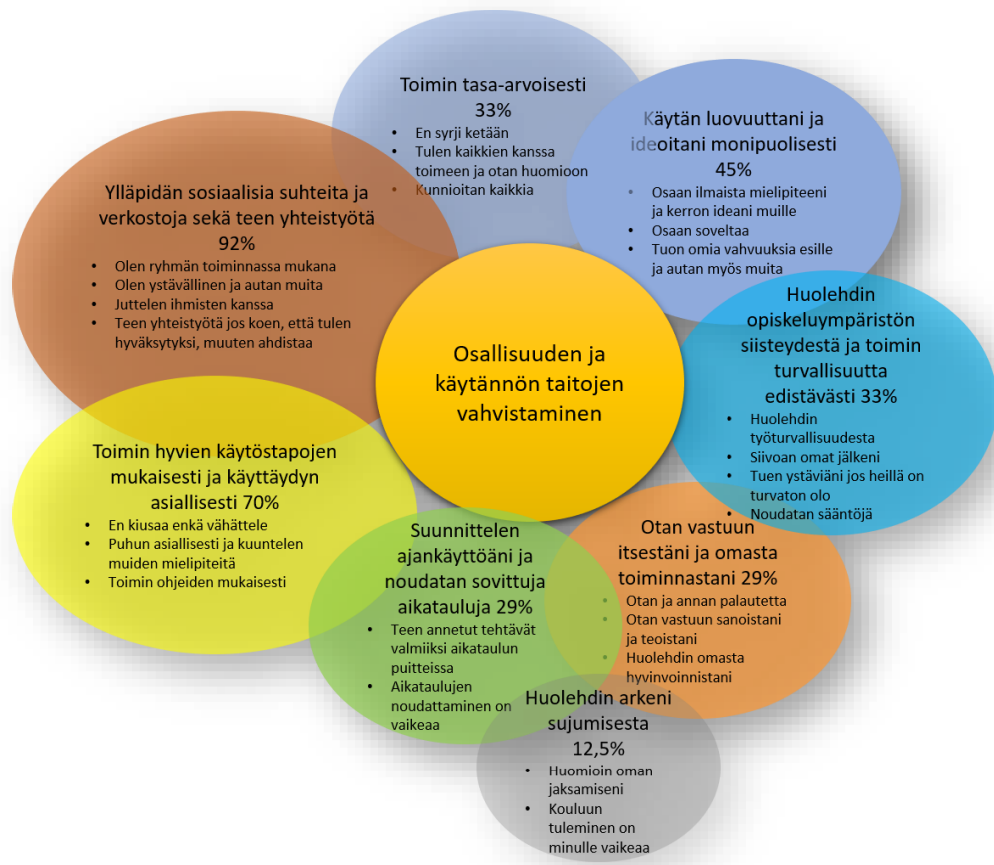 Toimin tasa-arvoisesti
33%
• En syrji ketään
• Tulen kaikkien kanssa
toimeen ja otan huomioon
• Kunnioitan kaikkia
Käytän luovuuttani ja
ideoitani monipuolisesti
45%
• Osaan ilmaista mielipiteeni
ja kerron ideani muille
• Osaan soveltaa
• Tuon omia vahvuuksia esille
ja autan myös muita
Ylläpidän sosiaalisia suhteita ja
verkostoja sekä teen yhteistyötä
92%
• Olen ryhmän toiminnassa mukana
• Olen ystävällinen ja autan muita
• Juttelen ihmisten kanssa
• Teen yhteistyötä jos koen, että tulen
hyväksytyksi, muuten ahdistaa
Osallisuuden ja
käytännön taitojen
vahvistaminen
Huolehdin
opiskeluympäristön
siisteydestä ja toimin
turvallisuutta
edistävästi 33%
• Huolehdin
työturvallisuudesta
• Siivoan omat jälkeni
• Tuen ystäviäni jos heillä on
turvaton olo
• Noudatan sääntöjä
Toimin hyvien käytöstapojen
mukaisesti ja käyttäydyn
asiallisesti 70%
• En kiusaa enkä vähättele
• Puhun asiallisesti ja kuuntelen
muiden mielipiteitä
• Toimin ohjeiden mukaisesti
Suunnittelen
ajankäyttöäni ja
noudatan sovittuja
aikatauluja 29%
• Teen annetut tehtävät
valmiiksi aikataulun
puitteissa
• Aikataulujen
noudattaminen on
vaikeaa
Otan vastuun
itsestäni ja omasta
toiminnastani 29%
• Otan ja annan palautetta
• Otan vastuun sanoistani
ja teoistani
• Huolehdin omasta
hyvinvoinnistani
Huolehdin arkeni
sujumisesta
12,5%
• Huomioin oman
jaksamiseni
• Kouluun
tuleminen on
minulle vaikeaa